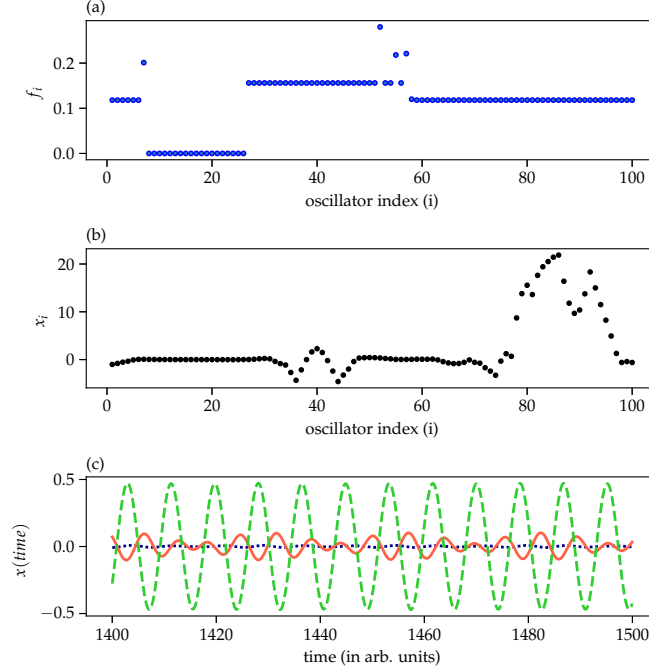 (a)
f_i
0.2
0.1
0.0
0 20 40 60 80 100
oscillator index (i)
(b)
x_i
20
10
0
0 20 40 60 80 100
oscillator index (i)
(c)
x(time)
0.5
0.0
−0.5
1400 1420 1440 1460 1480 1500
time (in arb. units)